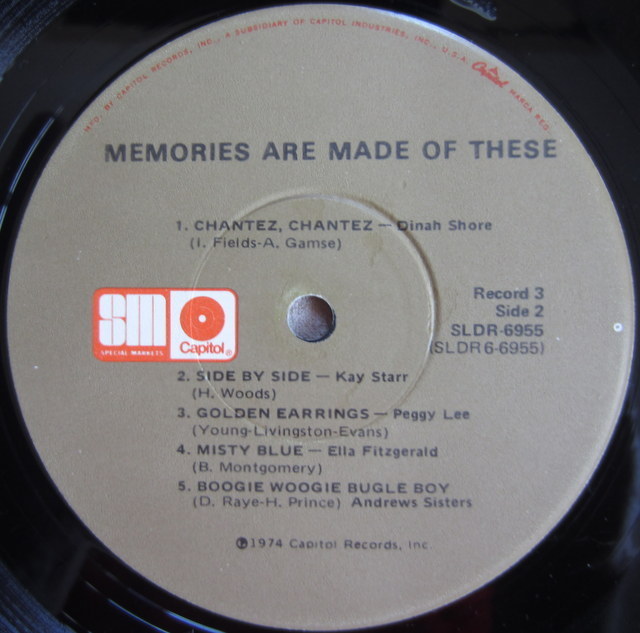 MFD. BY CAPITOL RECORDS, INC., A SUBSIDIARY OF CAPITOL INDUSTRIES, INC., U.S.A. Capitol MARCA REG.
MEMORIES ARE MADE OF THESE
1. CHANTEZ, CHANTEZ — Dinah Shore
(I. Fields-A. Gamse)
SM
SPECIAL MARKETS
Capitol®
Record 3
Side 2
SLDR-6955
(SLDR6-6955)
2. SIDE BY SIDE — Kay Starr
(H. Woods)
3. GOLDEN EARRINGS — Peggy Lee
(Young-Livingston-Evans)
4. MISTY BLUE — Ella Fitzgerald
(B. Montgomery)
5. BOOGIE WOOGIE BUGLE BOY
(D. Raye-H. Prince) Andrews Sisters
℗1974 Capitol Records, Inc